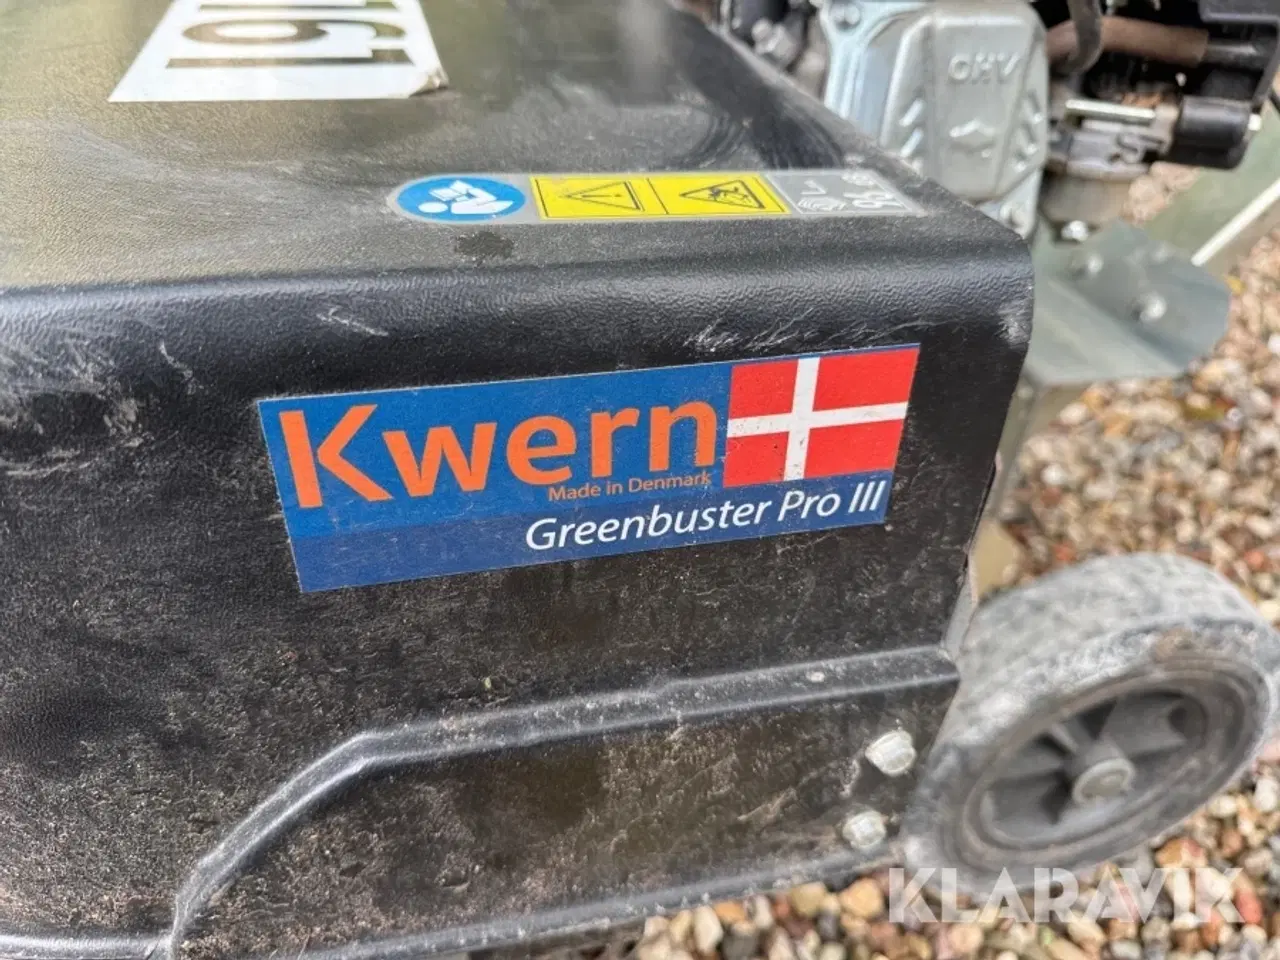 OHV
Kwern
Made in Denmark
Greenbuster Pro III
KLARAVIK